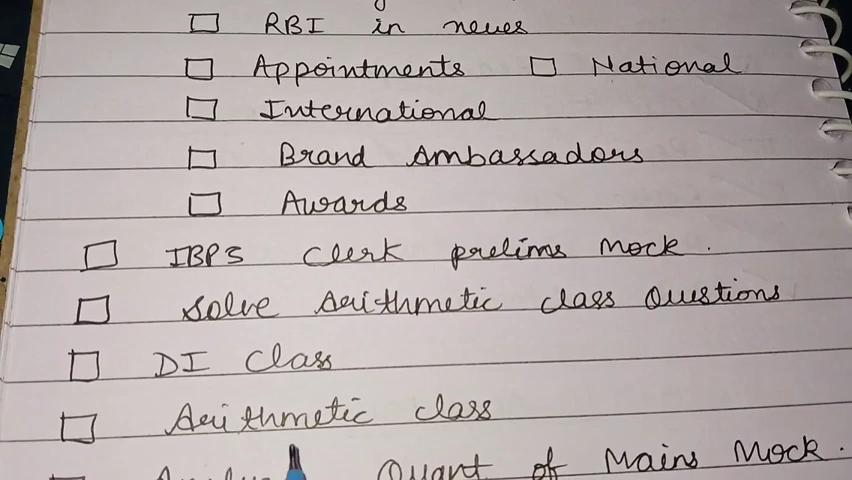 RBI in news
Appointments National
International
Brand Ambassadors
Awards
IBPS Clerk prelims Mock.
Solve Arithmetic class Questions
DI Class
Arithmetic class
Quant of Mains Mock.